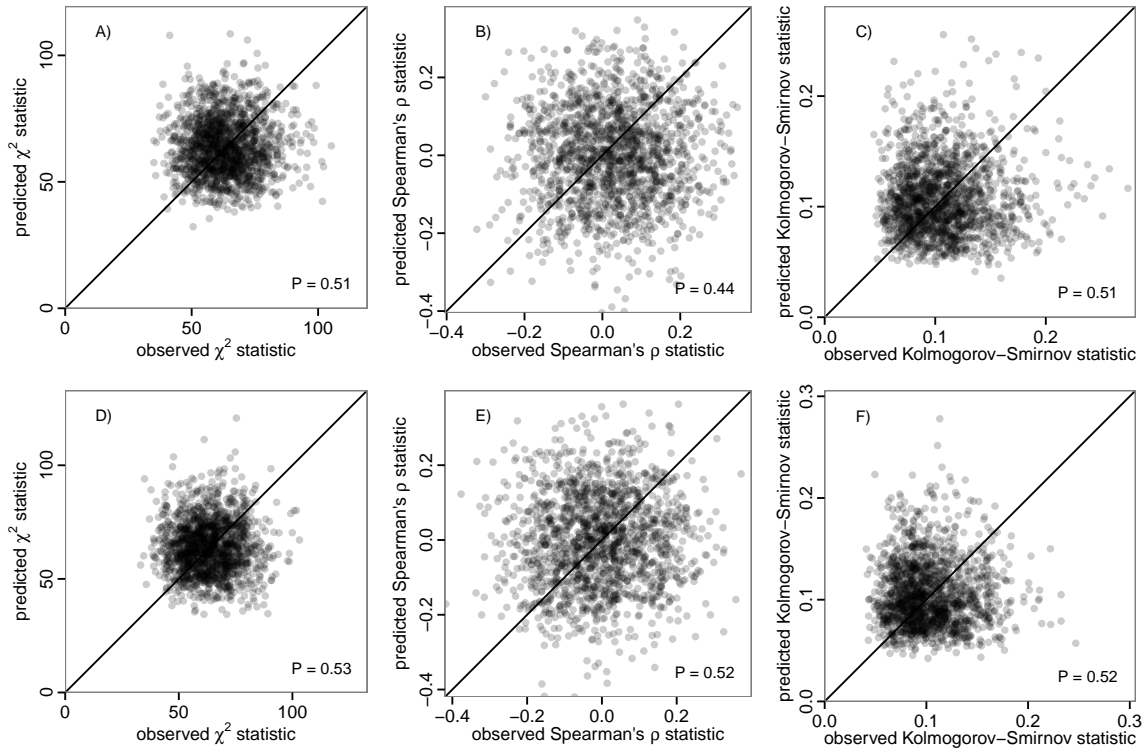 A)
predicted χ² statistic
100
50
0
P = 0.51
0 50 100
observed χ² statistic
B)
predicted Spearman's ρ statistic
0.2
0.0
−0.2
−0.4
P = 0.44
−0.4 −0.2 0.0 0.2
observed Spearman's ρ statistic
C)
predicted Kolmogorov−Smirnov statistic
0.2
0.1
0.0
P = 0.51
0.0 0.1 0.2
observed Kolmogorov−Smirnov statistic
D)
predicted χ² statistic
100
50
0
P = 0.53
0 50 100
observed χ² statistic
E)
predicted Spearman's ρ statistic
0.2
0.0
−0.2
−0.4
P = 0.52
−0.4 −0.2 0.0 0.2
observed Spearman's ρ statistic
F)
predicted Kolmogorov−Smirnov statistic
0.3
0.2
0.1
0.0
P = 0.52
0.0 0.1 0.2 0.3
observed Kolmogorov−Smirnov statistic